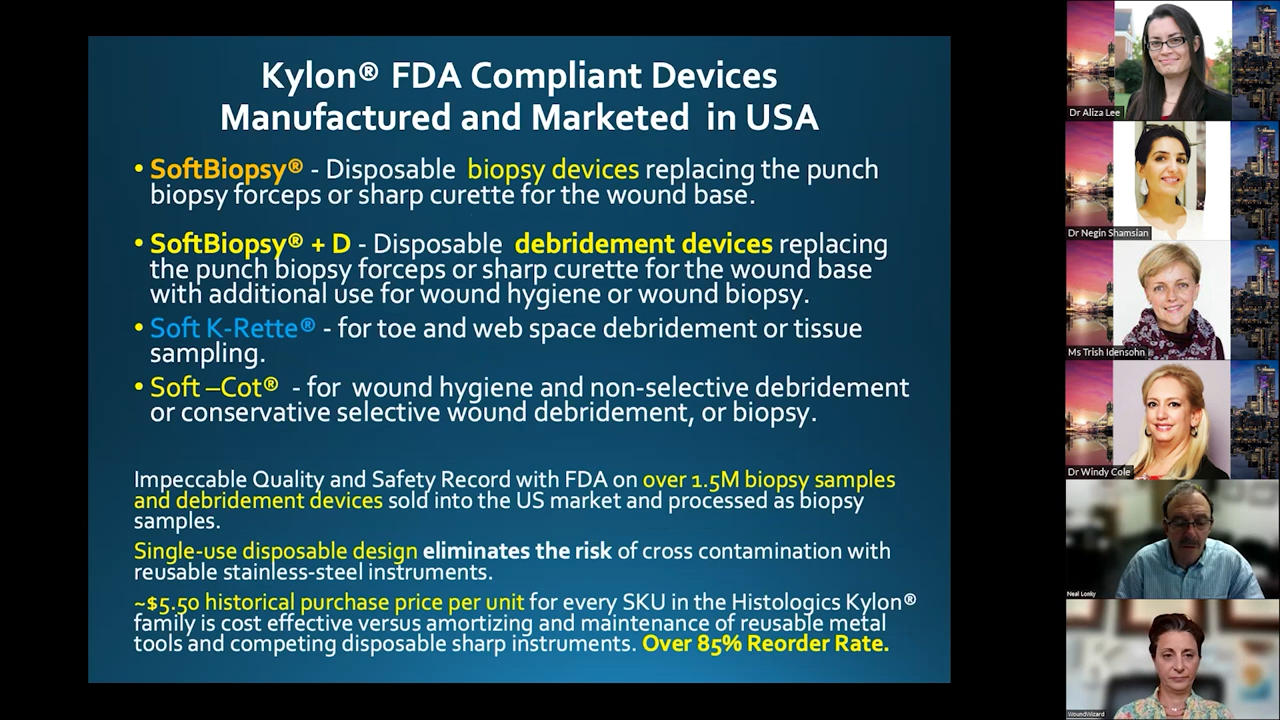 Kylon® FDA Compliant Devices
Manufactured and Marketed in USA
• SoftBiopsy® - Disposable biopsy devices replacing the punch
biopsy forceps or sharp curette for the wound base.
• SoftBiopsy® + D - Disposable debridement devices replacing
the punch biopsy forceps or sharp curette for the wound base
with additional use for wound hygiene or wound biopsy.
• Soft K-Rette® - for toe and web space debridement or tissue
sampling.
• Soft –Cot® - for wound hygiene and non-selective debridement
or conservative selective wound debridement, or biopsy.
Impeccable Quality and Safety Record with FDA on over 1.5M biopsy samples
and debridement devices sold into the US market and processed as biopsy
samples.
Single-use disposable design eliminates the risk of cross contamination with
reusable stainless-steel instruments.
~$5.50 historical purchase price per unit for every SKU in the Histologics Kylon®
family is cost effective versus amortizing and maintenance of reusable metal
tools and competing disposable sharp instruments. Over 85% Reorder Rate.
Dr Aliza Lee
Dr Negin Shamsian
Ms Trish Idensohn
Dr Windy Cole
Neal Lonky
WoundWizard